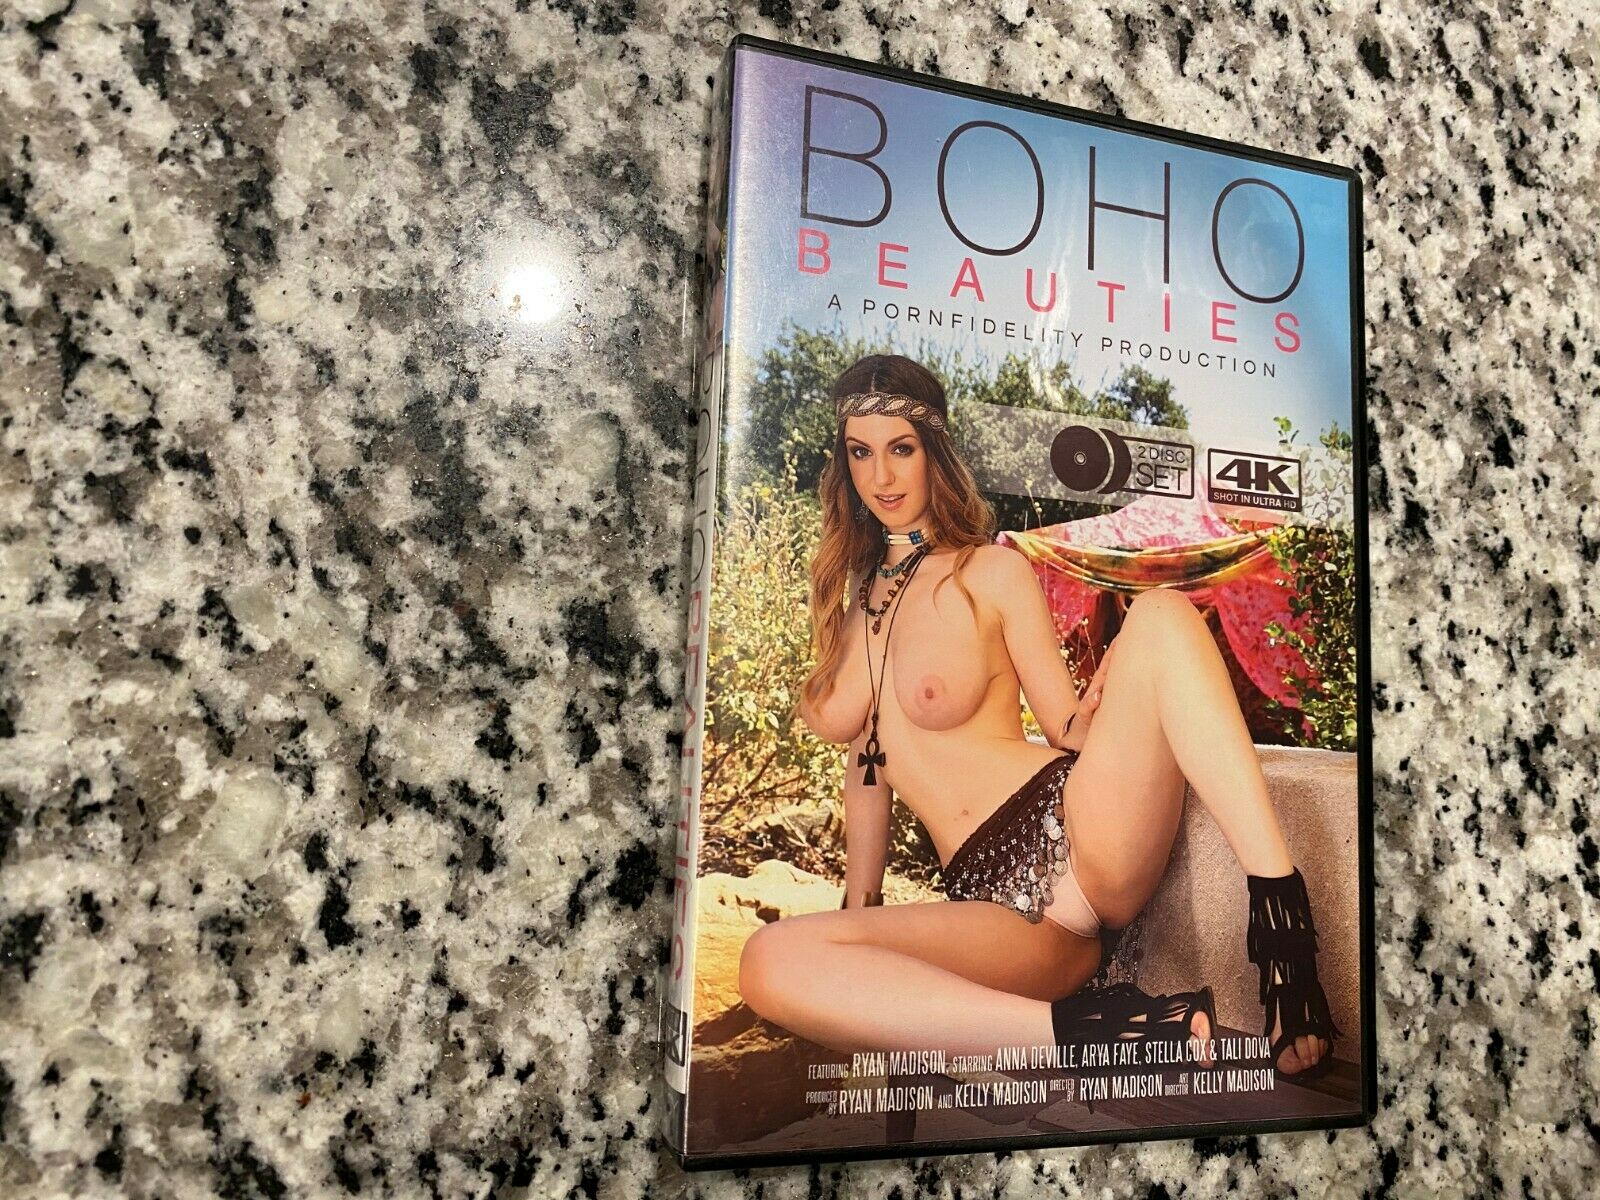 BOHO
BEAUTIES
A PORNFIDELITY PRODUCTION
2 DISC
SET
4K
SHOT IN ULTRA HD
FEATURING RYAN MADISON, STARRING ANNA DEVILLE, ARYA FAYE, STELLA COX & TALI DOVA
PRODUCED BY RYAN MADISON AND KELLY MADISON DIRECTED BY RYAN MADISON ART DIRECTOR KELLY MADISON
BOHO BEAUTIES